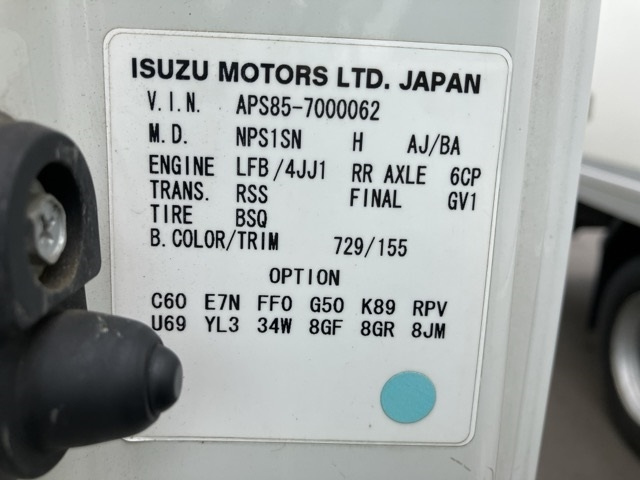 ISUZU MOTORS LTD. JAPAN
V.I.N. APS85-7000062
M.D. NPS1SN H AJ/BA
ENGINE LFB/4JJ1 RR AXLE 6CP
TRANS. RSS FINAL GV1
TIRE BSQ
B.COLOR/TRIM 729/155
OPTION
C60 E7N FF0 G50 K89 RPV
U69 YL3 34W 8GF 8GR 8JM